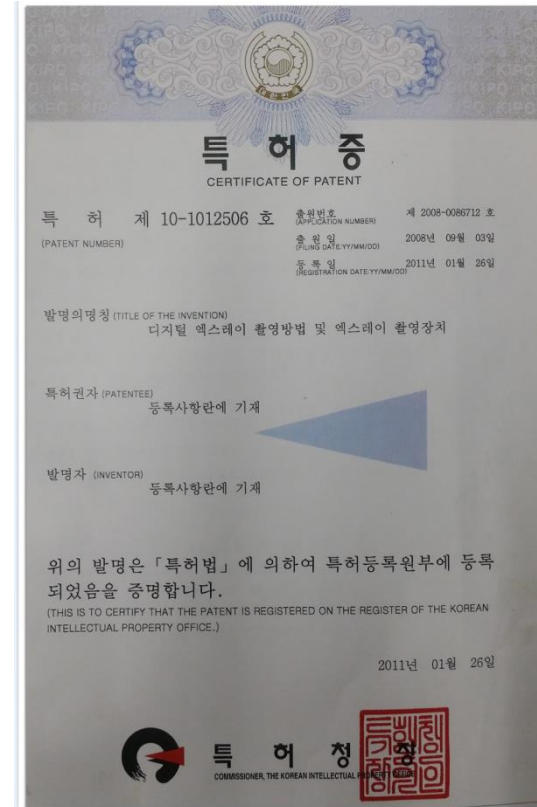 특 허 증
CERTIFICATE OF PATENT
특 허 제 10-1012506 호
(PATENT NUMBER)
출원번호 제 2008-0086712 호
(APPLICATION NUMBER)
출 원 일 2008년 09월 03일
(FILING DATE:YY/MM/DD)
등 록 일 2011년 01월 26일
(REGISTRATION DATE:YY/MM/DD)
발명의명칭 (TITLE OF THE INVENTION)
디지털 엑스레이 촬영방법 및 엑스레이 촬영장치
특허권자 (PATENTEE)
등록사항란에 기재
발명자 (INVENTOR)
등록사항란에 기재
위의 발명은 「특허법」에 의하여 특허등록원부에 등록
되었음을 증명합니다.
(THIS IS TO CERTIFY THAT THE PATENT IS REGISTERED ON THE REGISTER OF THE KOREAN
INTELLECTUAL PROPERTY OFFICE.)
2011년 01월 26일
특 허 청 장
COMMISSIONER, THE KOREAN INTELLECTUAL PROPERTY OFFICE